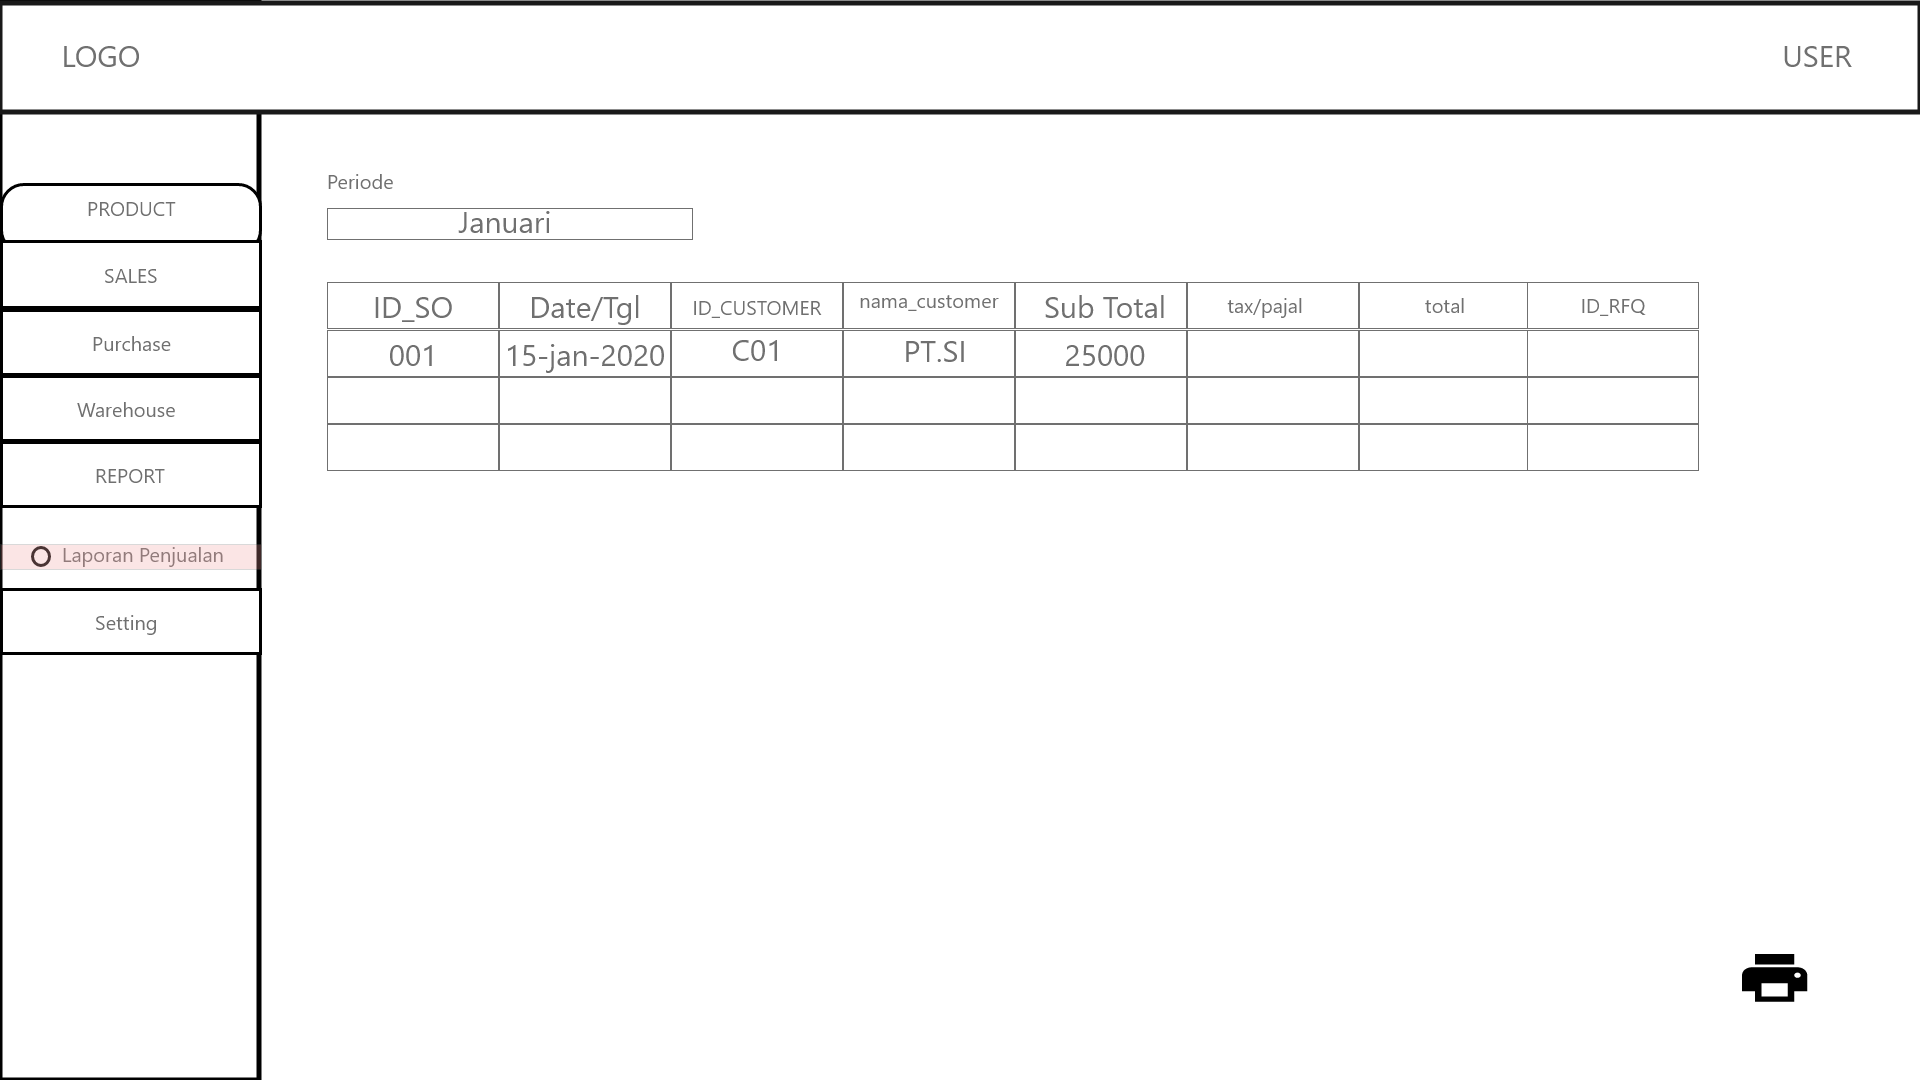 LOGO
USER
PRODUCT
SALES
Purchase
Warehouse
REPORT
Laporan Penjualan
Setting
Periode
Januari
ID_SO Date/Tgl ID_CUSTOMER nama_customer Sub Total tax/pajal total ID_RFQ
001 15-jan-2020 C01 PT.SI 25000